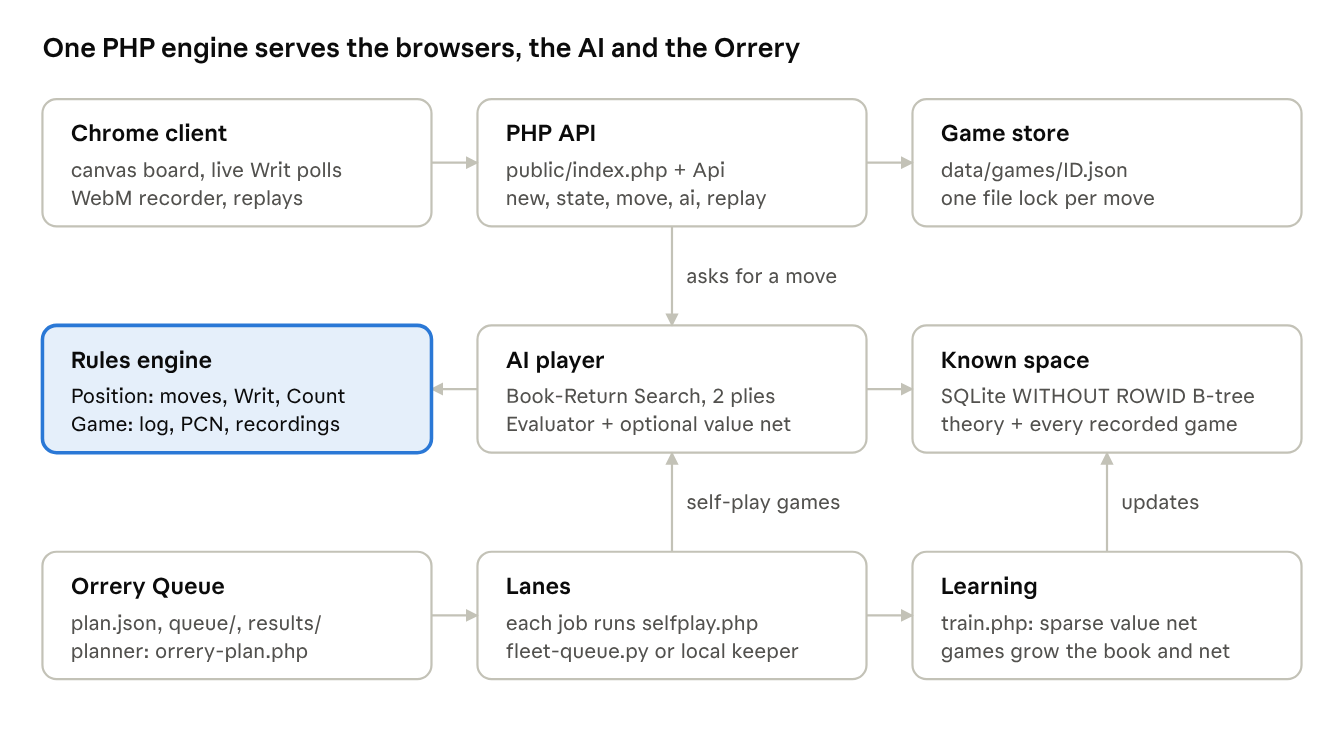 One PHP engine serves the browsers, the AI and the Orrery
Chrome client
canvas board, live Writ polls
WebM recorder, replays
PHP API
public/index.php + Api
new, state, move, ai, replay
Game store
data/games/ID.json
one file lock per move
asks for a move
Rules engine
Position: moves, Writ, Count
Game: log, PCN, recordings
AI player
Book-Return Search, 2 plies
Evaluator + optional value net
Known space
SQLite WITHOUT ROWID B-tree
theory + every recorded game
self-play games
updates
Orrery Queue
plan.json, queue/, results/
planner: orrery-plan.php
Lanes
each job runs selfplay.php
fleet-queue.py or local keeper
Learning
train.php: sparse value net
games grow the book and net